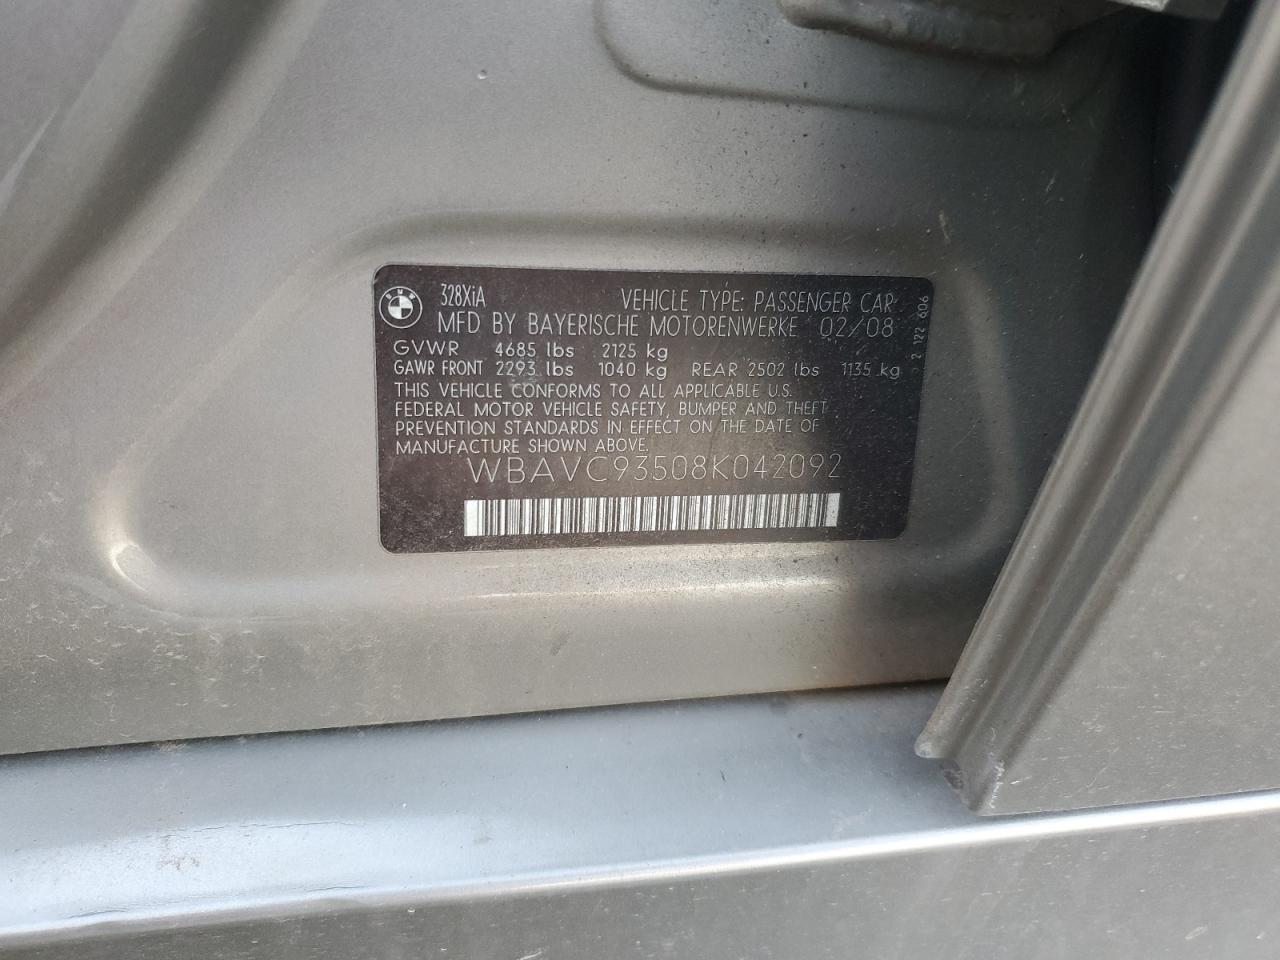 328XiA VEHICLE TYPE: PASSENGER CAR
MFD BY BAYERISCHE MOTORENWERKE 02/08
GVWR 4685 lbs 2125 kg
GAWR FRONT 2293 lbs 1040 kg REAR 2502 lbs 1135 kg
THIS VEHICLE CONFORMS TO ALL APPLICABLE U.S.
FEDERAL MOTOR VEHICLE SAFETY, BUMPER AND THEFT
PREVENTION STANDARDS IN EFFECT ON THE DATE OF
MANUFACTURE SHOWN ABOVE.
WBAVC93508K042092
2 122 606
BMW